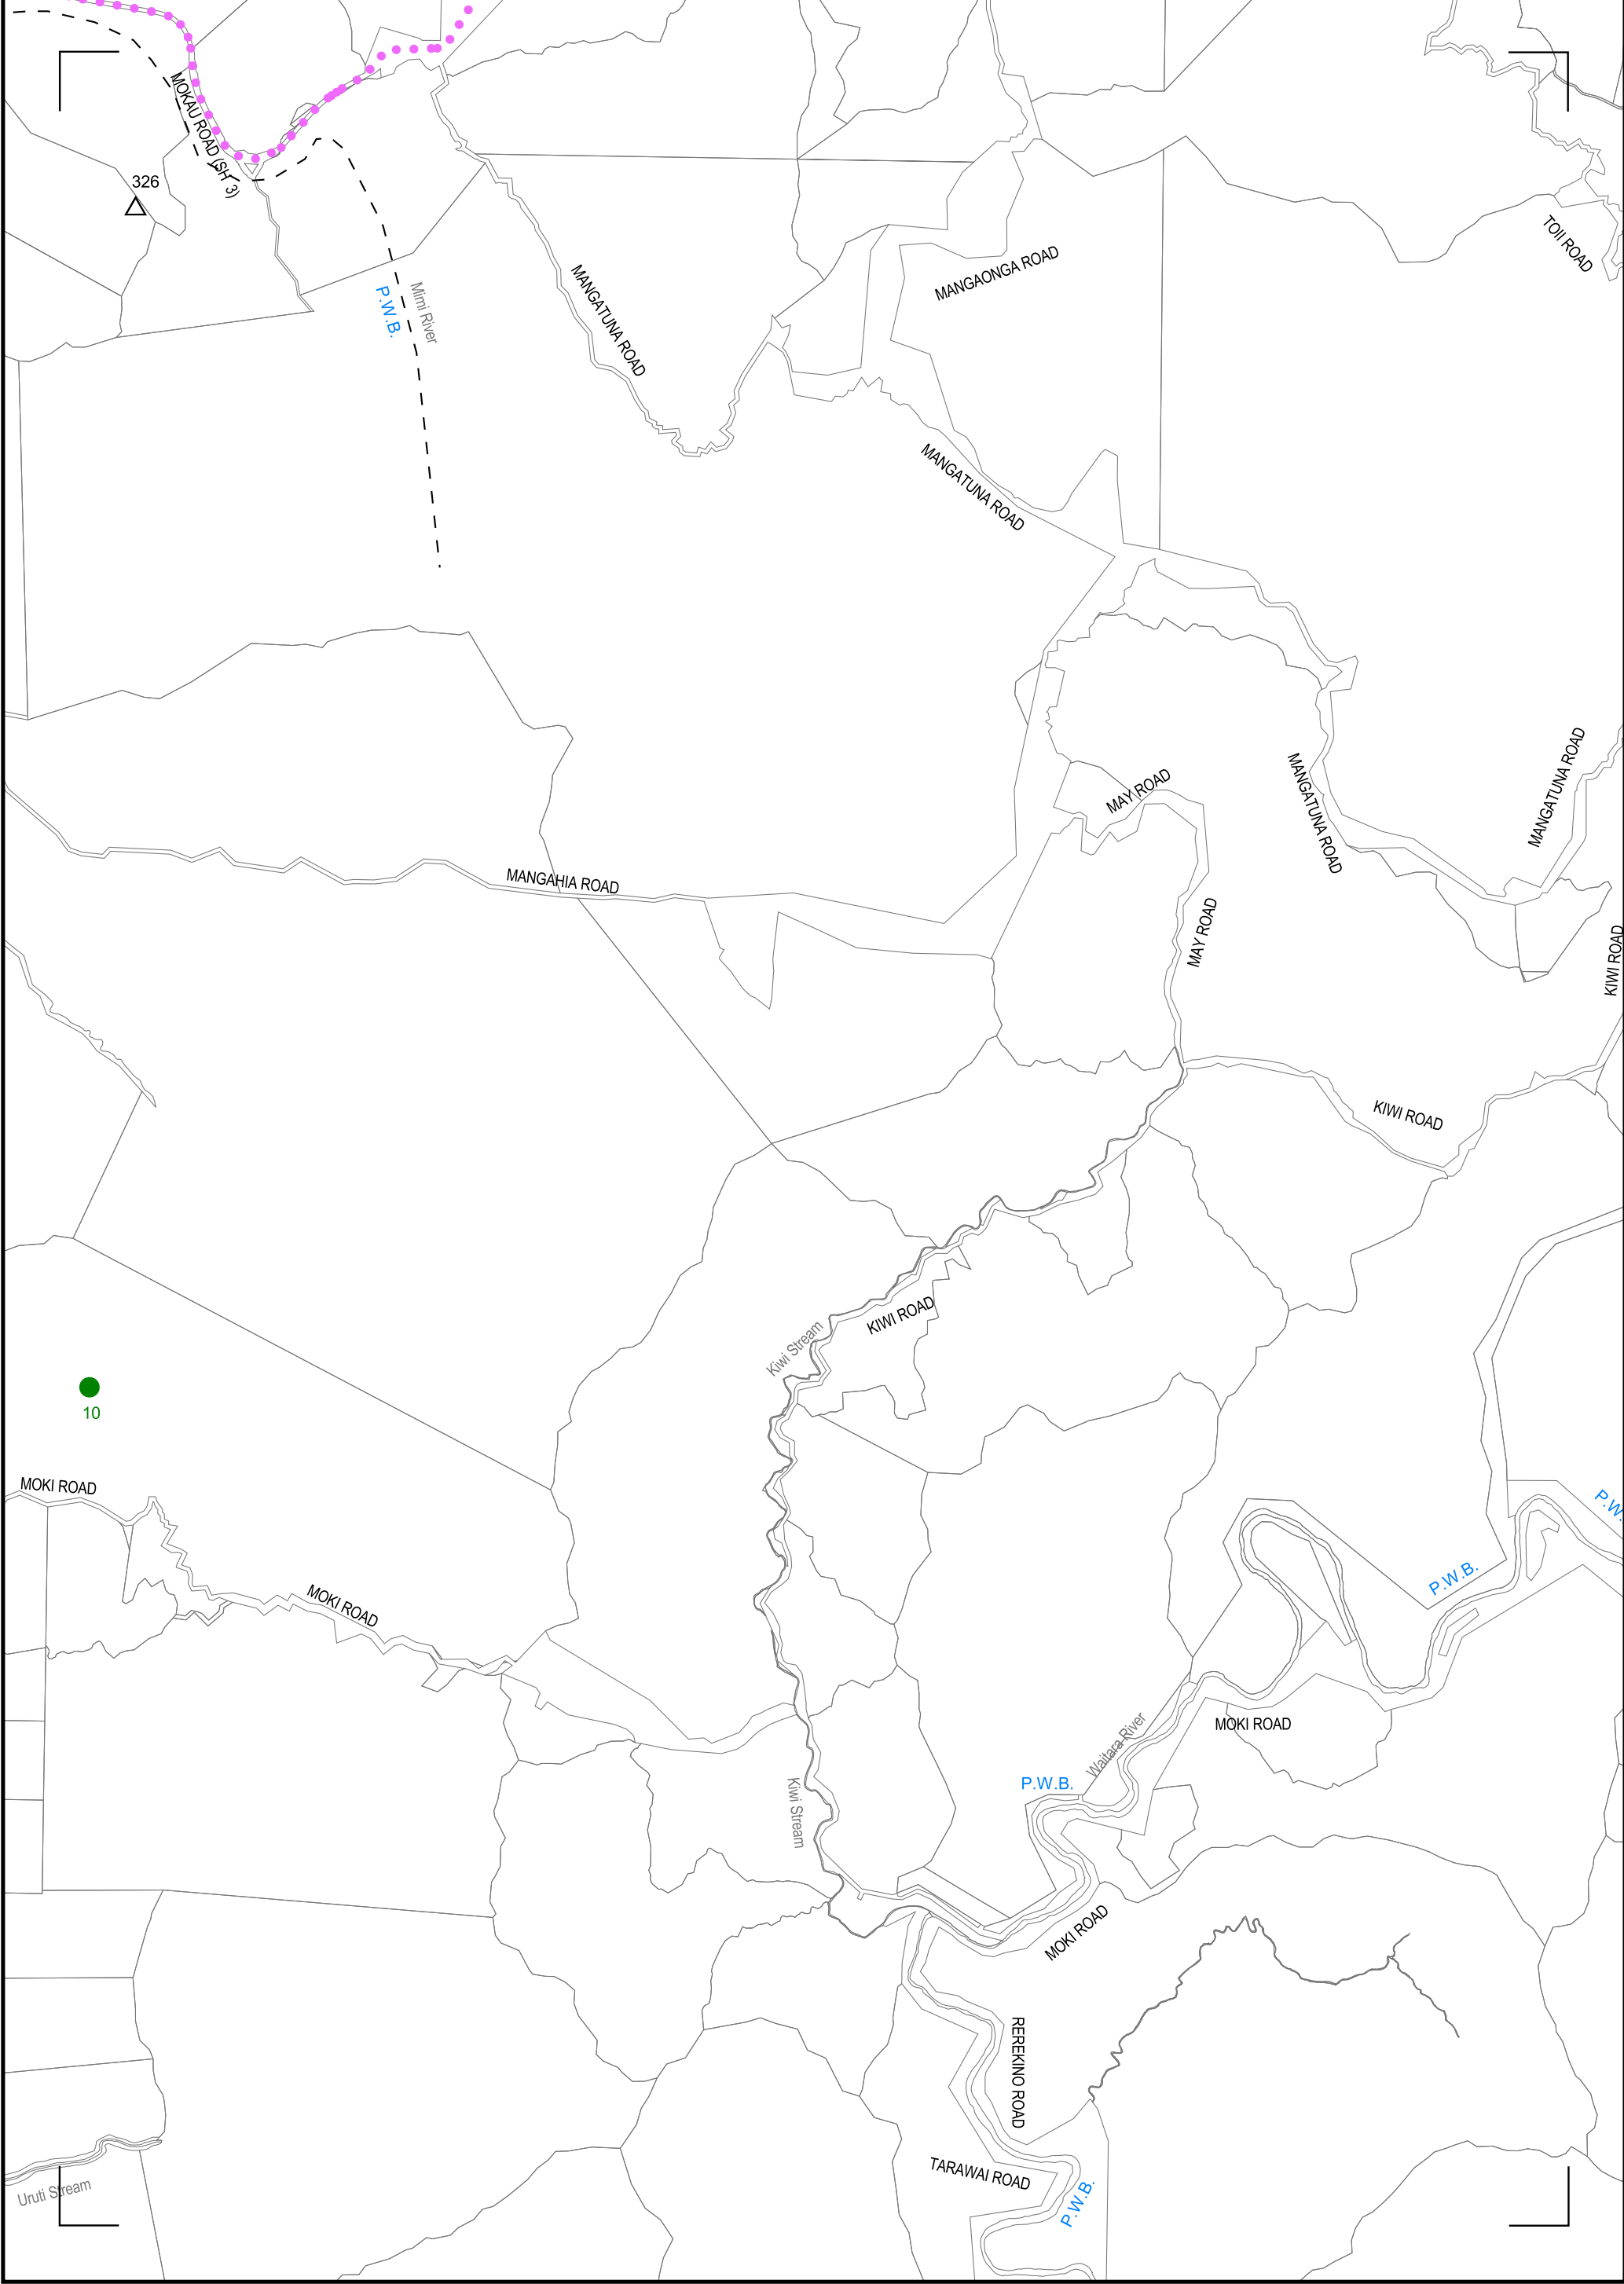 MOKAU ROAD (SH 3)
326
TOII ROAD
MANGAONGA ROAD
Mimi River
P.W.B.
MANGATUNA ROAD
MANGATUNA ROAD
MAY ROAD
MANGATUNA ROAD
MANGATUNA ROAD
MANGAHIA ROAD
MAY ROAD
KIWI ROAD
KIWI ROAD
KIWI ROAD
Kiwi Stream
10
MOKI ROAD
P.W.
P.W.B.
MOKI ROAD
MOKI ROAD
Waitara River
P.W.B.
Kiwi Stream
MOKI ROAD
REREKINO ROAD
TARAWAI ROAD
P.W.B.
Uruti Stream